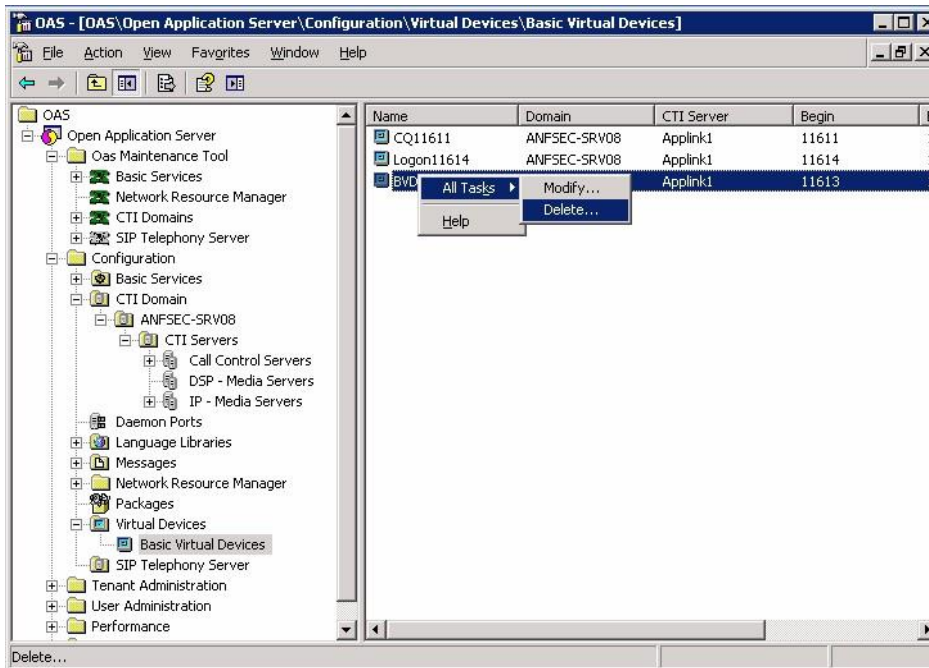 OAS - [OAS\Open Application Server\Configuration\Virtual Devices\Basic Virtual Devices]
File Action View Favorites Window Help
OAS
Open Application Server
Oas Maintenance Tool
Basic Services
Network Resource Manager
CTI Domains
SIP Telephony Server
Configuration
Basic Services
CTI Domain
ANFSEC-SRV08
CTI Servers
Call Control Servers
DSP - Media Servers
IP - Media Servers
Daemon Ports
Language Libraries
Messages
Network Resource Manager
Packages
Virtual Devices
Basic Virtual Devices
SIP Telephony Server
Tenant Administration
User Administration
Performance
Name Domain CTI Server Begin
CQ11611 ANFSEC-SRV08 Applink1 11611
Logon11614 ANFSEC-SRV08 Applink1 11614
BVD Applink1 11613
All Tasks
Help
Modify...
Delete...
Delete...